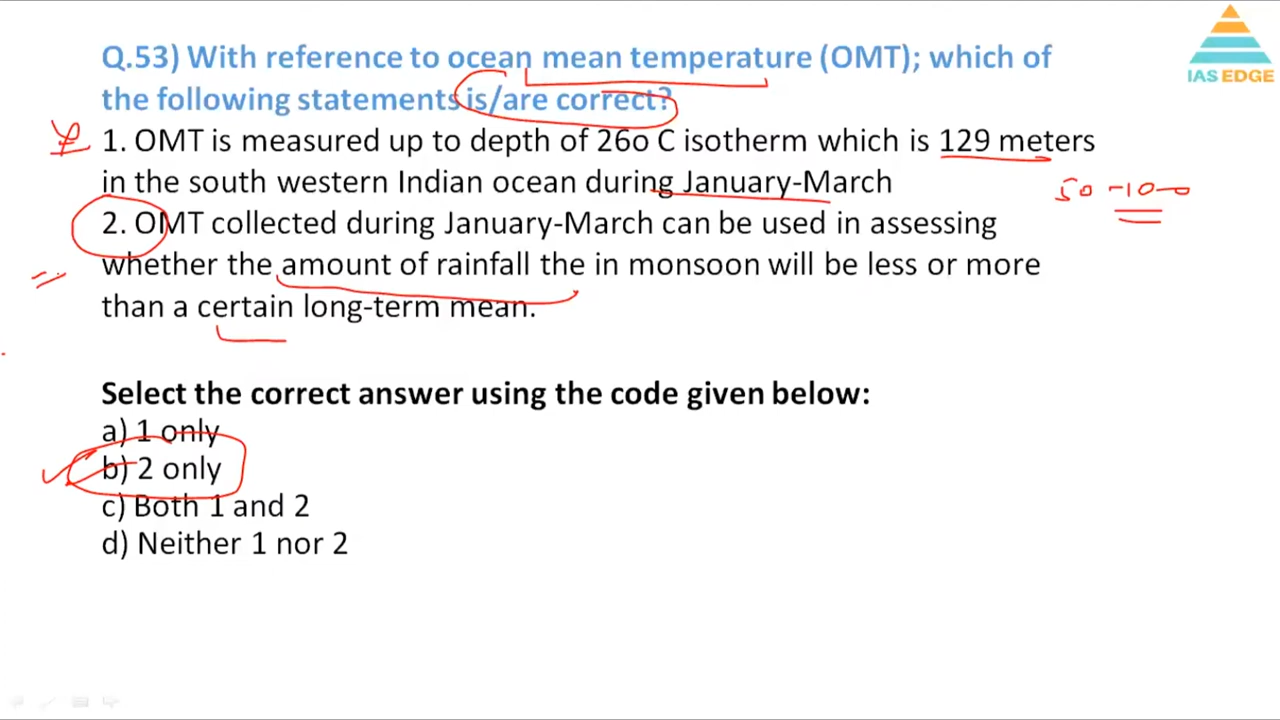 IAS EDGE
Q.53) With reference to ocean mean temperature (OMT); which of
the following statements is/are correct?
1. OMT is measured up to depth of 26o C isotherm which is 129 meters
in the south western Indian ocean during January-March
50-100
2. OMT collected during January-March can be used in assessing
whether the amount of rainfall the in monsoon will be less or more
than a certain long-term mean.
Select the correct answer using the code given below:
a) 1 only
b) 2 only
c) Both 1 and 2
d) Neither 1 nor 2